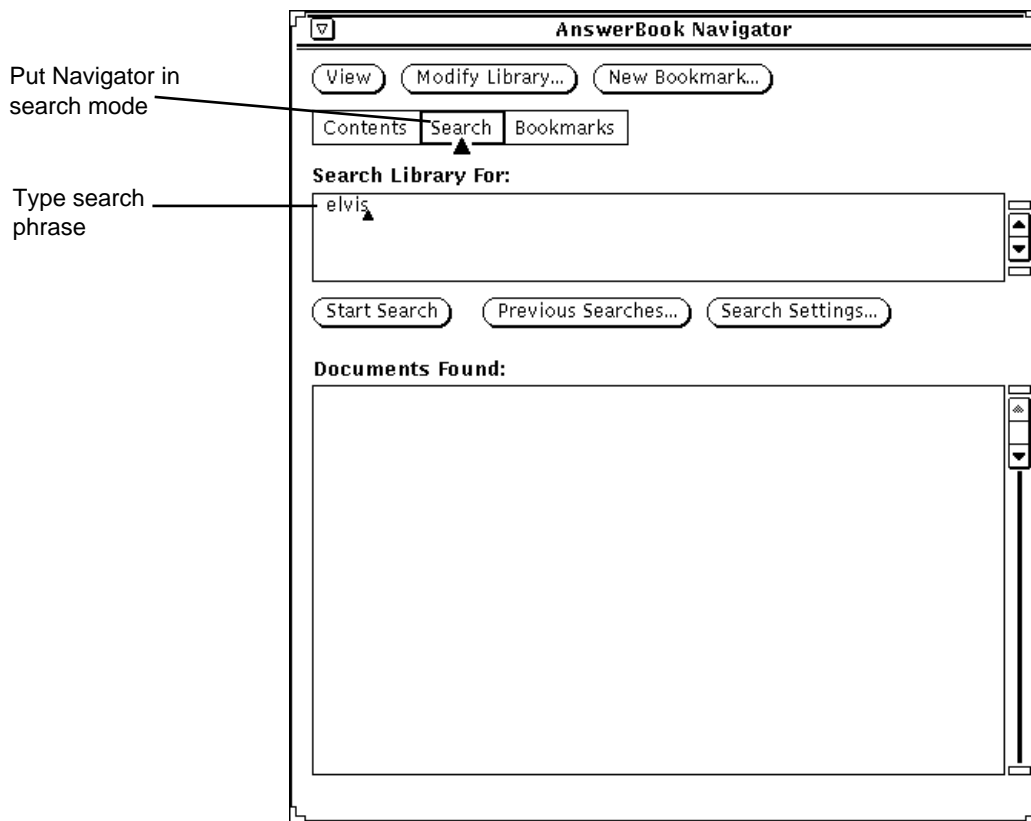 AnswerBook Navigator
View Modify Library... New Bookmark...
Put Navigator in
search mode
Contents Search Bookmarks
Search Library For:
Type search
phrase
elvis
Start Search Previous Searches... Search Settings...
Documents Found: